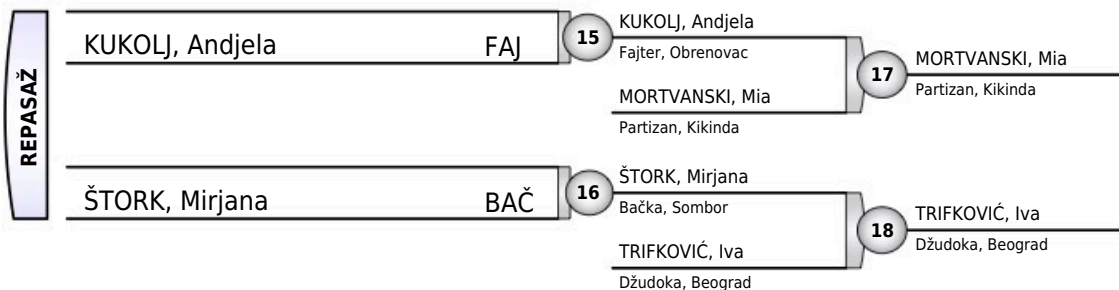 REPASAŽ
KUKOLJ, Andjela FAJ
15
KUKOLJ, Andjela
Fajter, Obrenovac
MORTVANSKI, Mia
Partizan, Kikinda
17
MORTVANSKI, Mia
Partizan, Kikinda
ŠTORK, Mirjana BAČ
16
ŠTORK, Mirjana
Bačka, Sombor
TRIFKOVIĆ, Iva
Džudoka, Beograd
18
TRIFKOVIĆ, Iva
Džudoka, Beograd